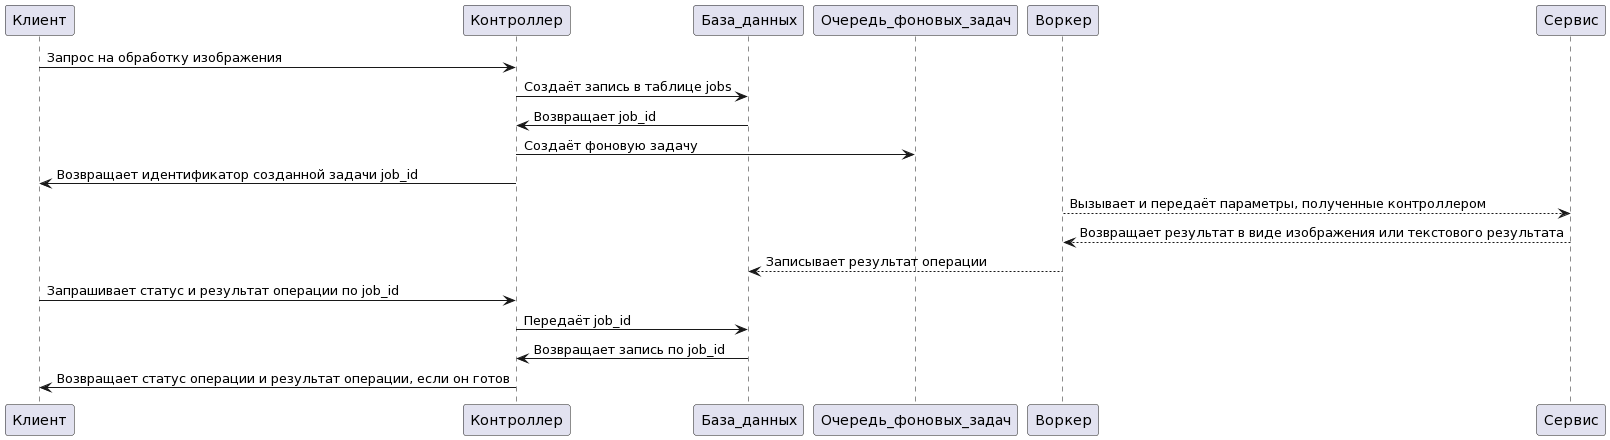 Клиент
Контроллер
База_данных
Очередь_фоновых_задач
Воркер
Сервис
Запрос на обработку изображения
Создаёт запись в таблице jobs
Возвращает job_id
Создаёт фоновую задачу
Возвращает идентификатор созданной задачи job_id
Вызывает и передаёт параметры, полученные контроллером
Возвращает результат в виде изображения или текстового результата
Записывает результат операции
Запрашивает статус и результат операции по job_id
Передаёт job_id
Возвращает запись по job_id
Возвращает статус операции и результат операции, если он готов
Клиент
Контроллер
База_данных
Очередь_фоновых_задач
Воркер
Сервис